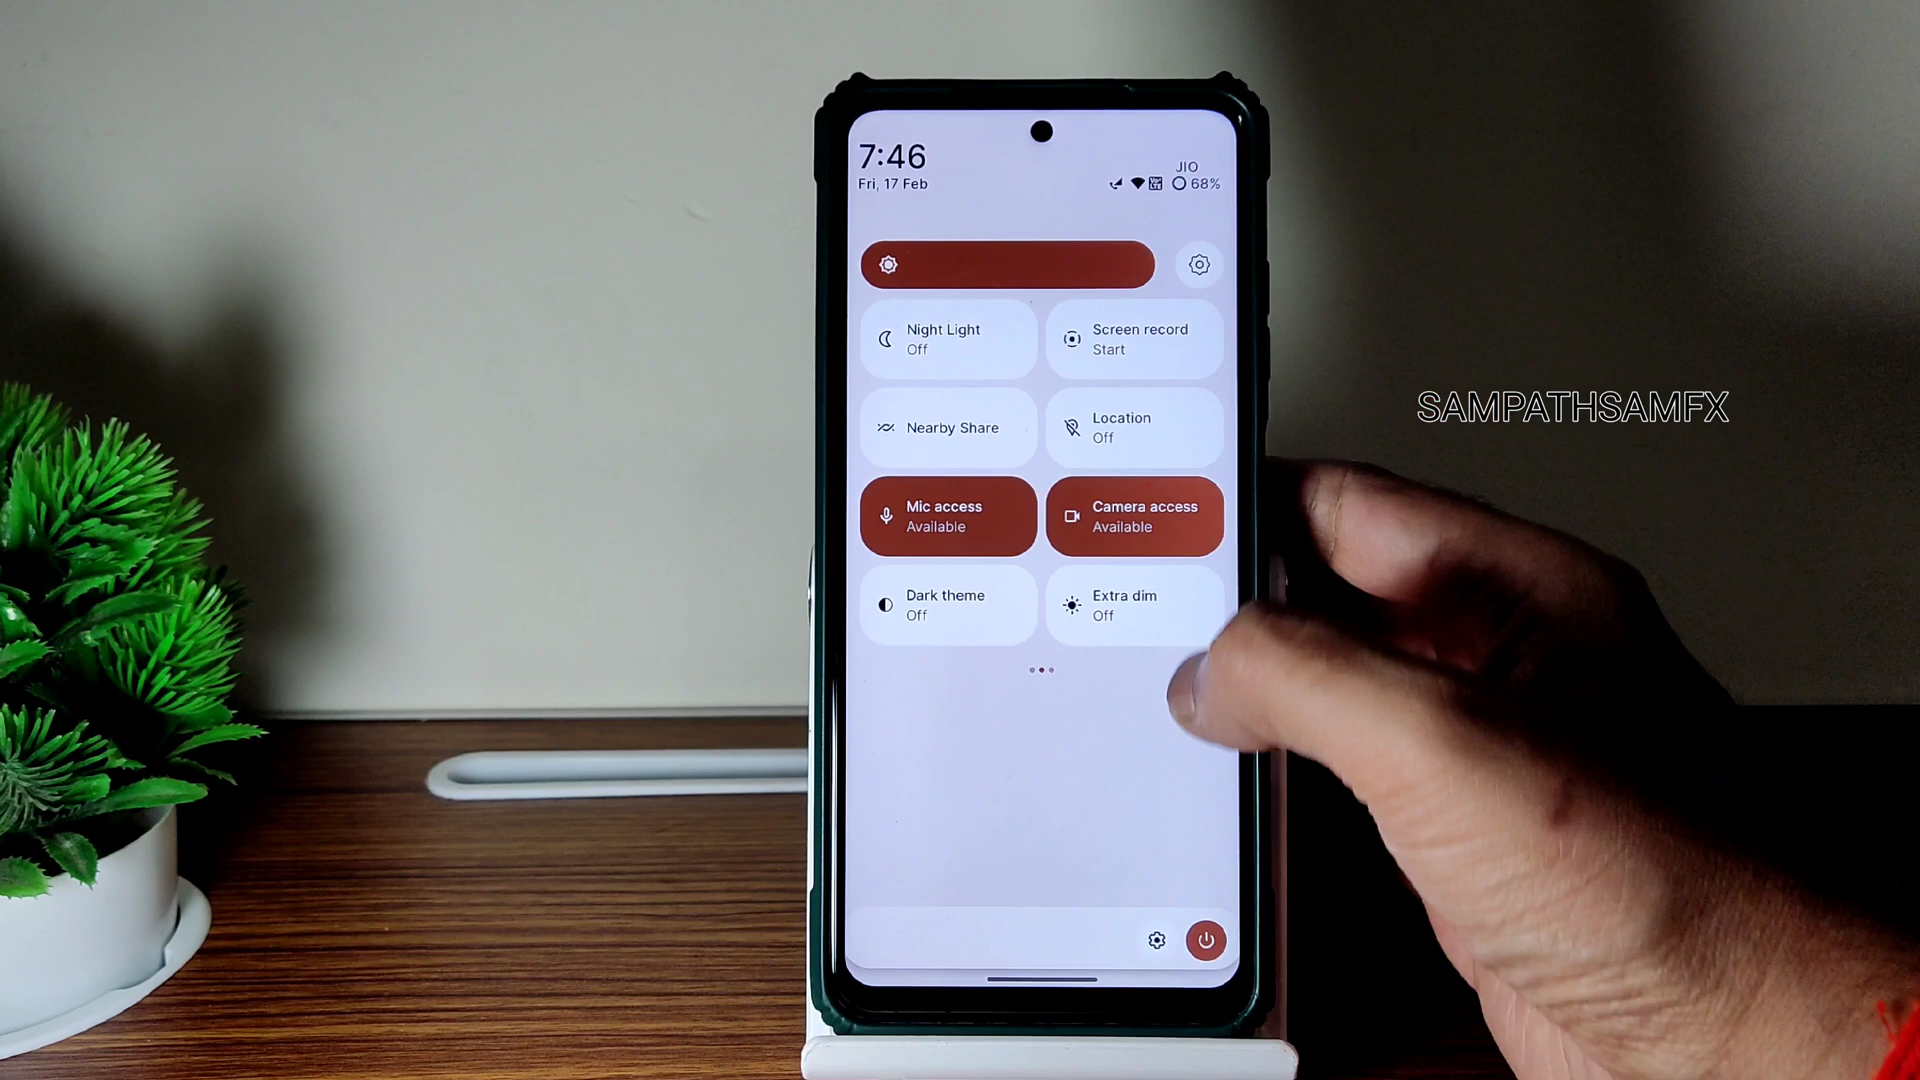 7:46
Fri, 17 Feb
JIO
68%
Night Light
Off
Screen record
Start
Nearby Share
Location
Off
Mic access
Available
Camera access
Available
Dark theme
Off
Extra dim
Off
SAMPATHSAMFX